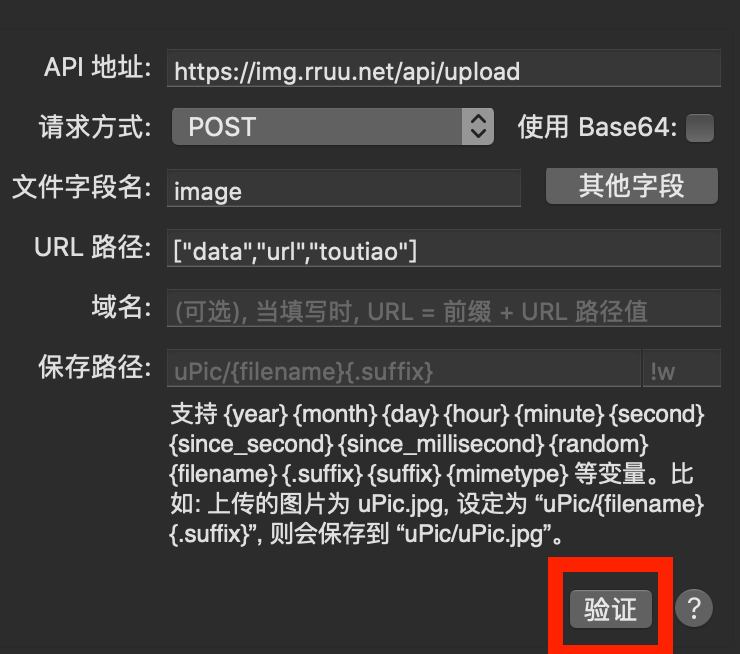 API 地址: https://img.rruu.net/api/upload
请求方式: POST 使用 Base64:
文件字段名: image 其他字段
URL 路径: ["data","url","toutiao"]
域名: (可选), 当填写时, URL = 前缀 + URL 路径值
保存路径: uPic/{filename}{.suffix} !w
支持 {year} {month} {day} {hour} {minute} {second}
{since_second} {since_millisecond} {random}
{filename} {.suffix} {suffix} {mimetype} 等变量。比
如: 上传的图片为 uPic.jpg, 设定为 “uPic/{filename}
{.suffix}”, 则会保存到 “uPic/uPic.jpg”。
验证 ?